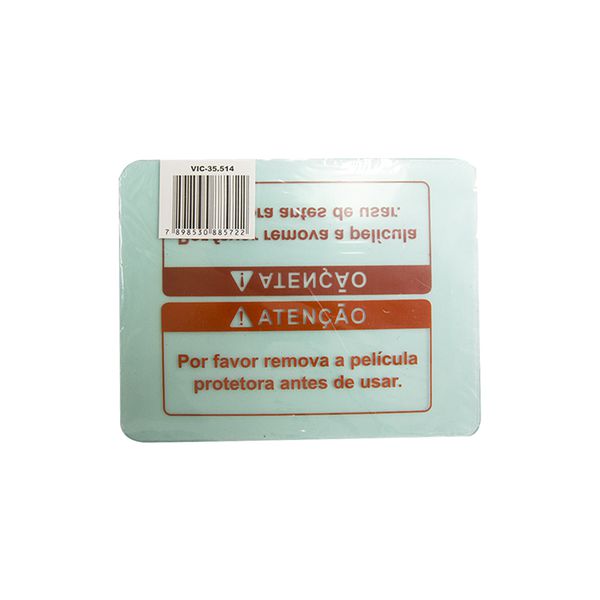 VIC-35.514
7 898530 885722
ora antes de usar.
Por favor remova a película
ATENÇÃO
ATENÇÃO
Por favor remova a película
protetora antes de usar.